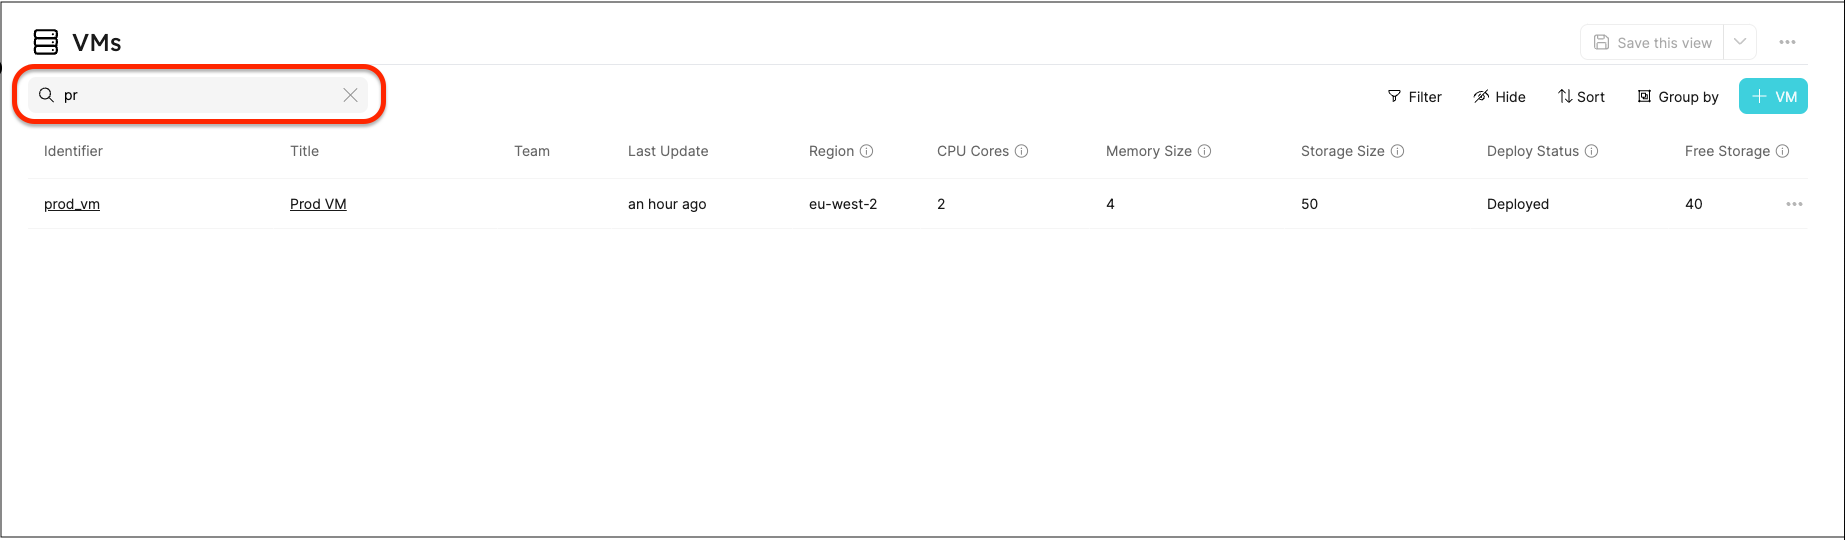 VMs
Save this view
pr
Filter Hide Sort Group by VM
Identifier Title Team Last Update Region CPU Cores Memory Size Storage Size Deploy Status Free Storage
prod_vm Prod VM an hour ago eu-west-2 2 4 50 Deployed 40